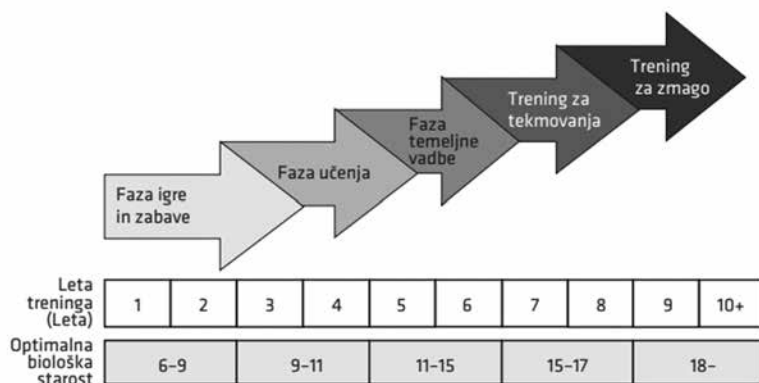 Trening
za zmago
Trening za
tekmovanja
Faza
temeljne
vadbe
Faza učenja
Faza igre
in zabave
Leta
treninga
(Leta)
1 2 3 4 5 6 7 8 9 10+
Optimalna
biološka
starost
6–9 9–11 11–15 15–17 18–